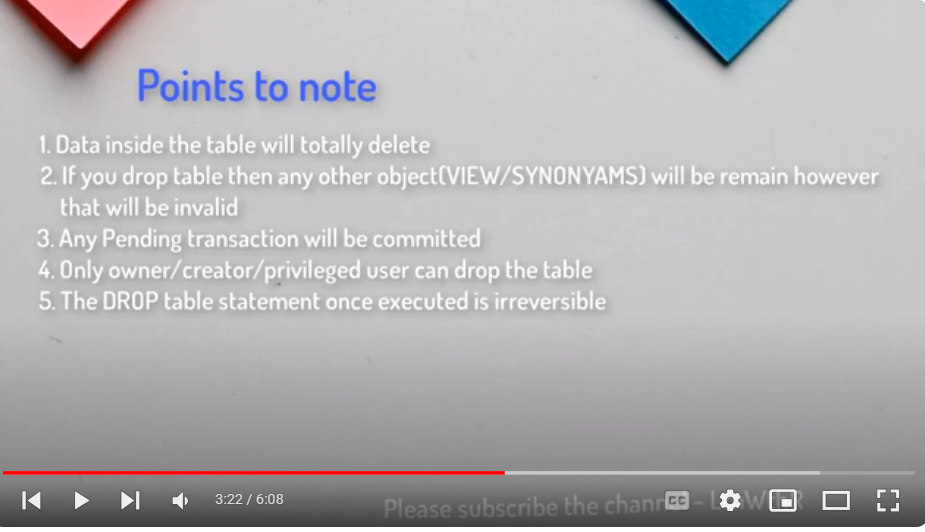 Points to note
1. Data inside the table will totally delete
2. If you drop table then any other object(VIEW/SYNONYAMS) will be remain however
that will be invalid
3. Any Pending transaction will be committed
4. Only owner/creator/privileged user can drop the table
5. The DROP table statement once executed is irreversible
3:22 / 6:08
CC
Please subscribe the channel -